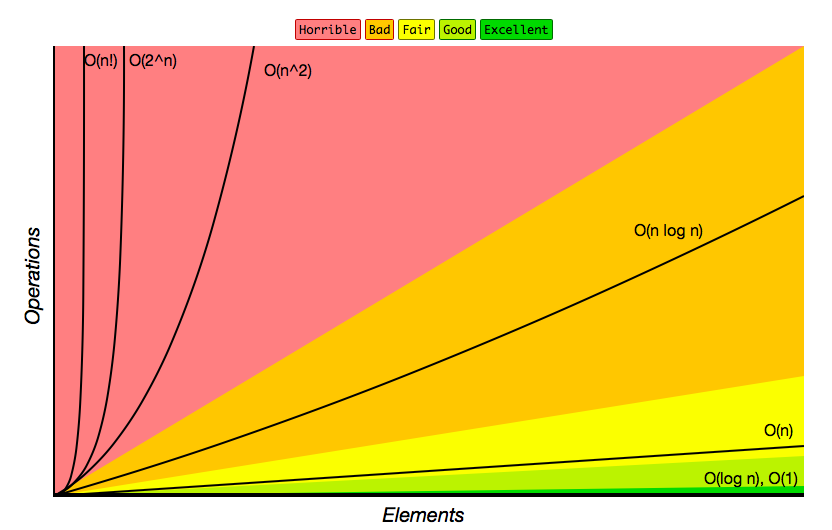 Horrible Bad Fair Good Excellent
O(n!) O(2^n)
O(n^2)
O(n log n)
Operations
O(n)
O(log n), O(1)
Elements